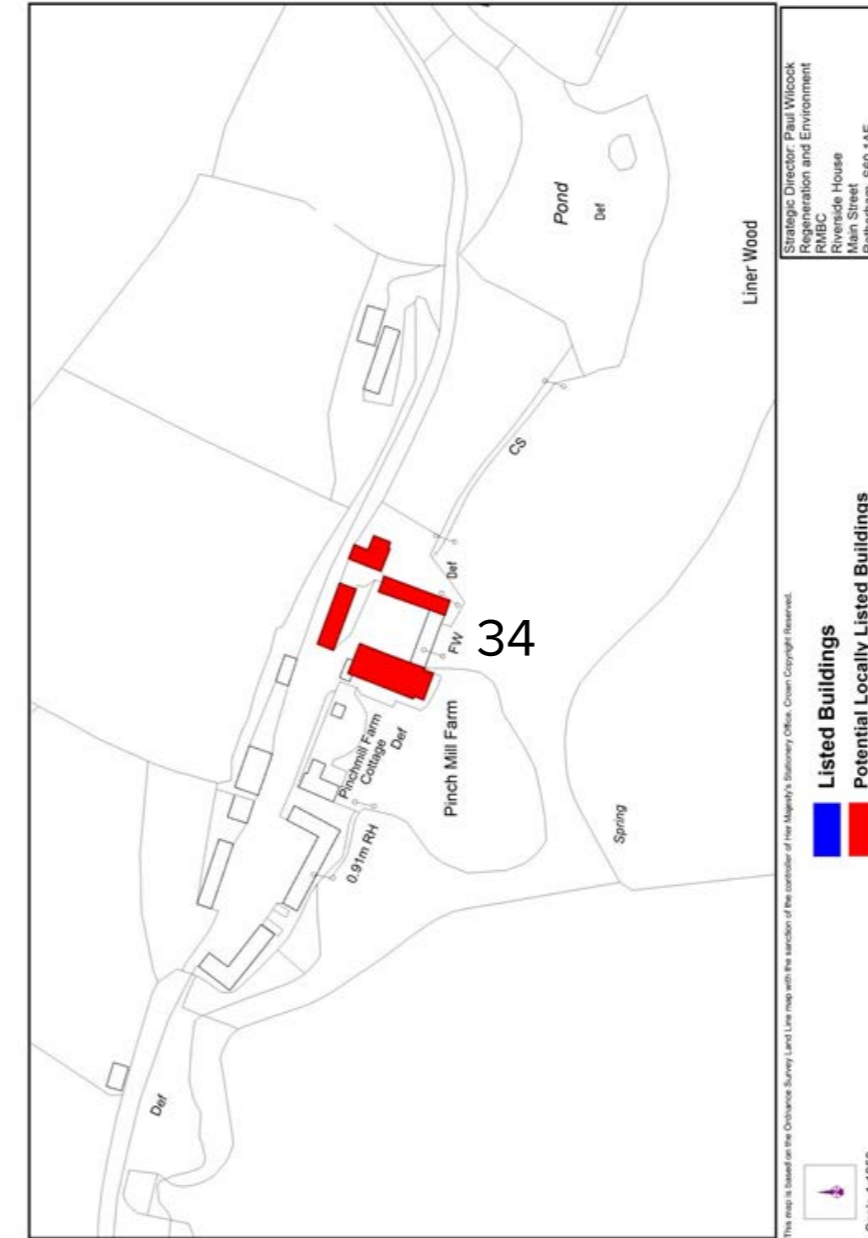 Pond
Def
Liner Wood
CS
Def
FW
34
Pinchmill Farm
Cottage
Def
Pinch Mill Farm
0.91m RH
Spring
Def
Strategic Director: Paul Wilcock
Regeneration and Environment
RMBC
Riverside House
Main Street
This map is based on the Ordnance Survey Land Line map with the sanction of the controller of Her Majesty's Stationery Office. Crown Copyright Reserved.
Listed Buildings
Potential Locally Listed Buildings